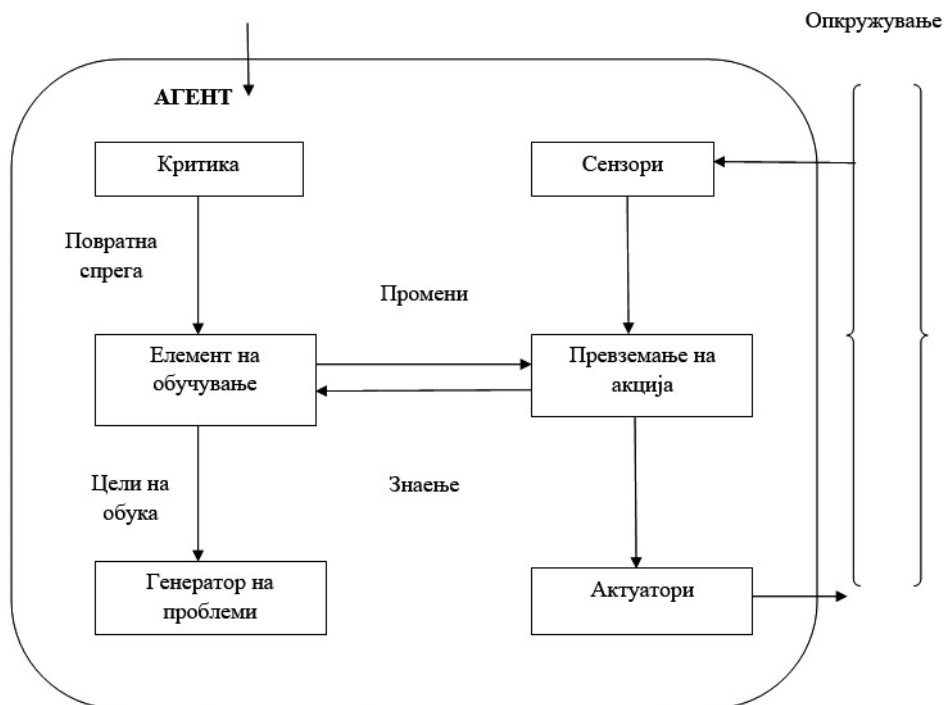 Опкружување
АГЕНТ
Критика
Сензори
Повратна
спрега
Промени
Елемент на
обучување
Превземање на
акција
Цели на
обука
Знаење
Генератор на
проблеми
Актуатори